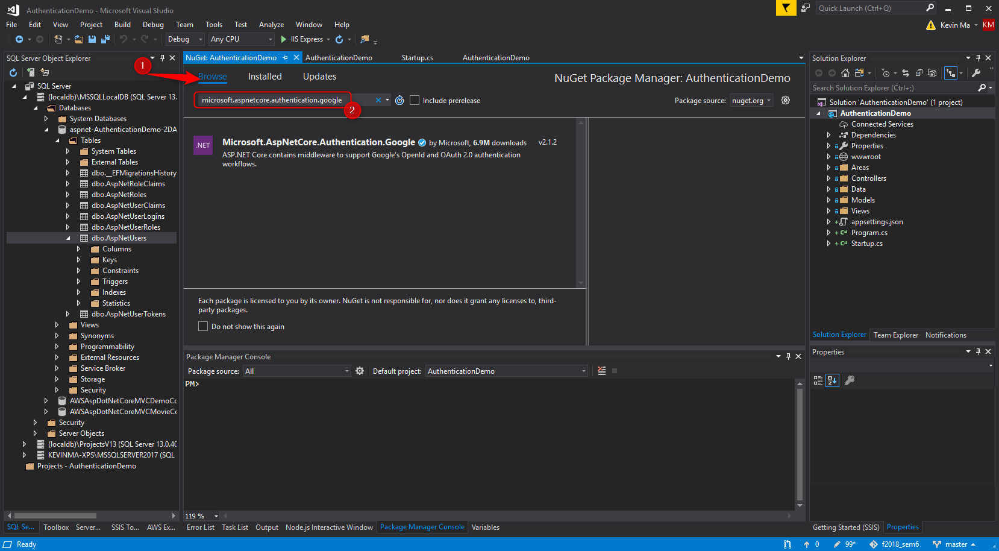 AuthenticationDemo - Microsoft Visual Studio
Quick Launch (Ctrl+Q)
File Edit View Project Build Debug Team Tools Test Analyze Window Help
Kevin Ma KM
Debug Any CPU IIS Express
SQL Server Object Explorer
1
SQL Server
(localdb)\MSSQLLocalDB (SQL Server 13.
Databases
System Databases
aspnet-AuthenticationDemo-2DA
Tables
System Tables
External Tables
dbo.__EFMigrationsHistory
dbo.AspNetRoleClaims
dbo.AspNetRoles
dbo.AspNetUserClaims
dbo.AspNetUserLogins
dbo.AspNetUserRoles
dbo.AspNetUsers
Columns
Keys
Constraints
Triggers
Indexes
Statistics
dbo.AspNetUserTokens
Views
Synonyms
Programmability
External Resources
Service Broker
Storage
Security
AWSAspDotNetCoreMVCDemoCo
AWSAspDotNetCoreMVCMovieCo
Security
Server Objects
(localdb)\ProjectsV13 (SQL Server 13.0.40
KEVINMA-XPS\MSSQLSERVER2017 (SQL
Projects - AuthenticationDemo
SQL Se... Toolbox Server... SSIS To... AWS Ex...
NuGet: AuthenticationDemo AuthenticationDemo Startup.cs AuthenticationDemo
Browse Installed Updates
NuGet Package Manager: AuthenticationDemo
microsoft.aspnetcore.authentication.google
2
Include prerelease
Package source: nuget.org
.NET
Microsoft.AspNetCore.Authentication.Google by Microsoft, 6.9M downloads v2.1.2
ASP.NET Core contains middleware to support Google's OpenId and OAuth 2.0 authentication
workflows.
Each package is licensed to you by its owner. NuGet is not responsible for, nor does it grant any licenses to, third-
party packages.
Do not show this again
Package Manager Console
Package source: All Default project: AuthenticationDemo
PM>
119 %
Error List Task List Output Node.js Interactive Window Package Manager Console Variables
Solution Explorer
Search Solution Explorer (Ctrl+;)
Solution 'AuthenticationDemo' (1 project)
AuthenticationDemo
Connected Services
Dependencies
Properties
wwwroot
Areas
Controllers
Data
Models
Views
appsettings.json
C# Program.cs
C# Startup.cs
Solution Explorer Team Explorer Notifications
Properties
Getting Started (SSIS) Properties
Ready
0 99* f2018_sem6 master